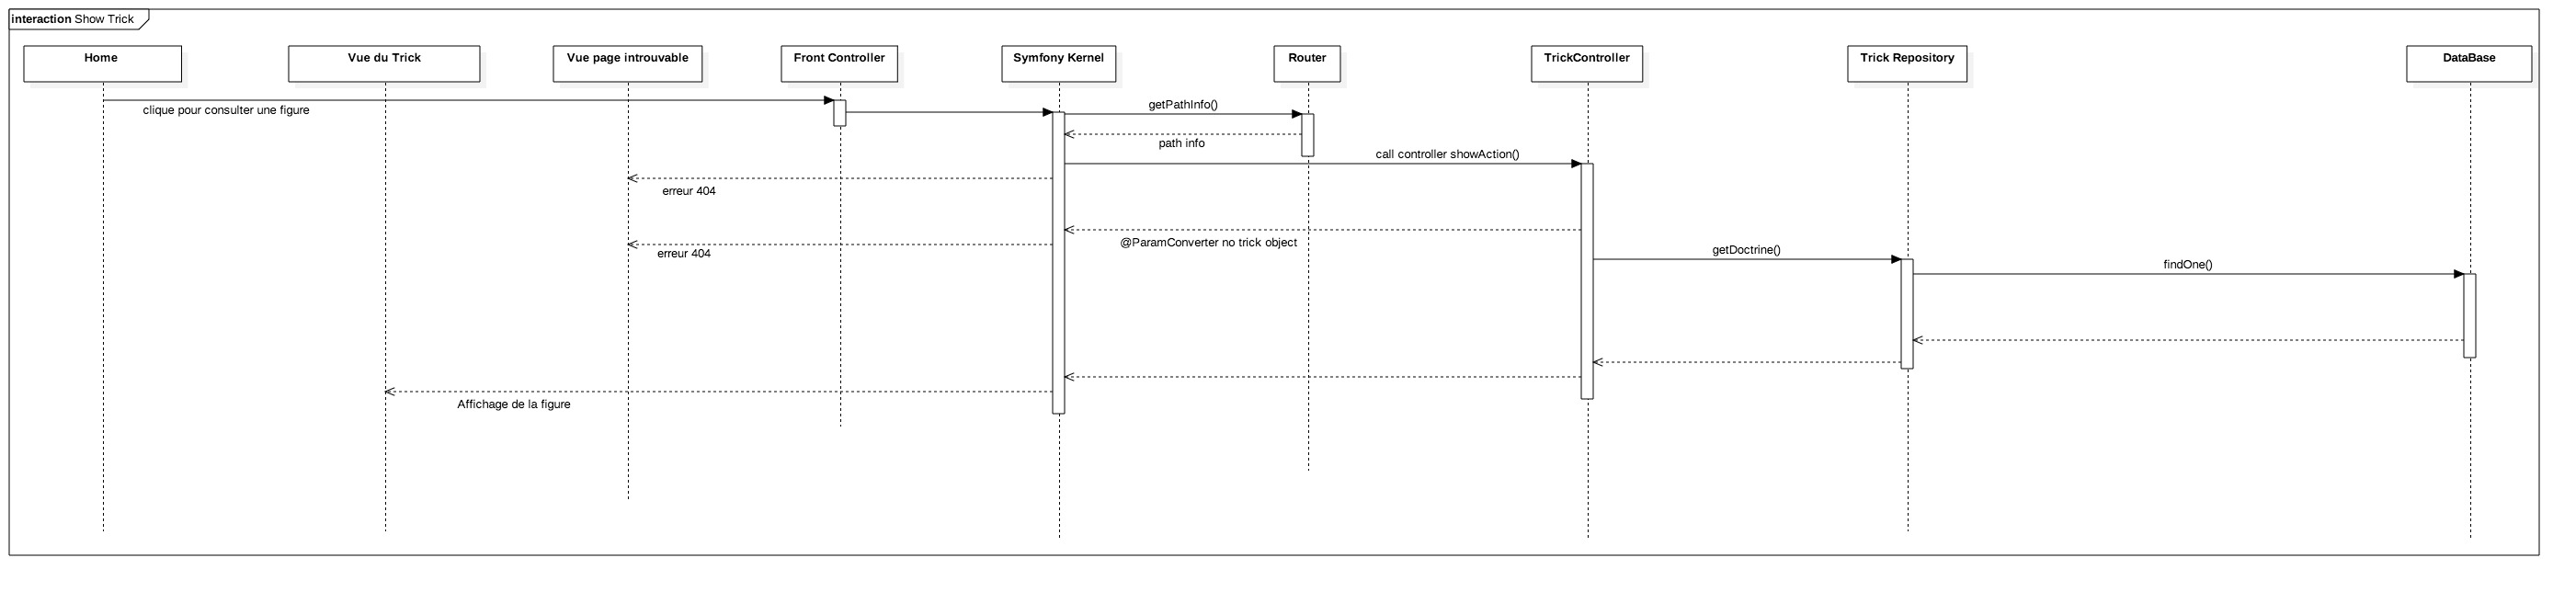 interaction Show Trick
Home
Vue du Trick
Vue page introuvable
Front Controller
Symfony Kernel
Router
TrickController
Trick Repository
DataBase
clique pour consulter une figure
getPathInfo()
path info
call controller showAction()
erreur 404
@ParamConverter no trick object
erreur 404
getDoctrine()
findOne()
Affichage de la figure